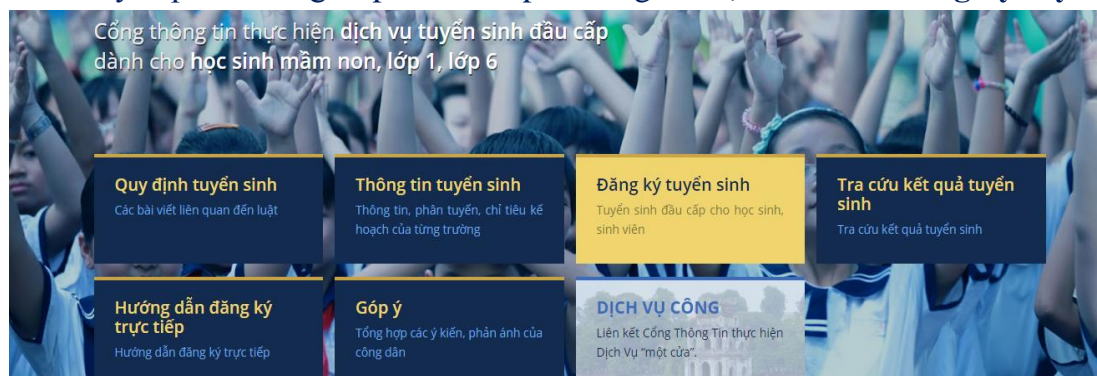 Cổng thông tin thực hiện dịch vụ tuyển sinh đầu cấp
dành cho học sinh mầm non, lớp 1, lớp 6
Quy định tuyển sinh
Các bài viết liên quan đến luật
Thông tin tuyển sinh
Thông tin, phân tuyến, chỉ tiêu kế
hoạch của từng trường
Đăng ký tuyển sinh
Tuyển sinh đầu cấp cho học sinh,
sinh viên
Tra cứu kết quả tuyển
sinh
Tra cứu kết quả tuyển sinh
Hướng dẫn đăng ký
trực tiếp
Hướng dẫn đăng ký trực tiếp
Góp ý
Tổng hợp các ý kiến, phản ánh của
công dân
DỊCH VỤ CÔNG
Liên kết Cổng Thông Tin thực hiện
Dịch Vụ “một cửa”.